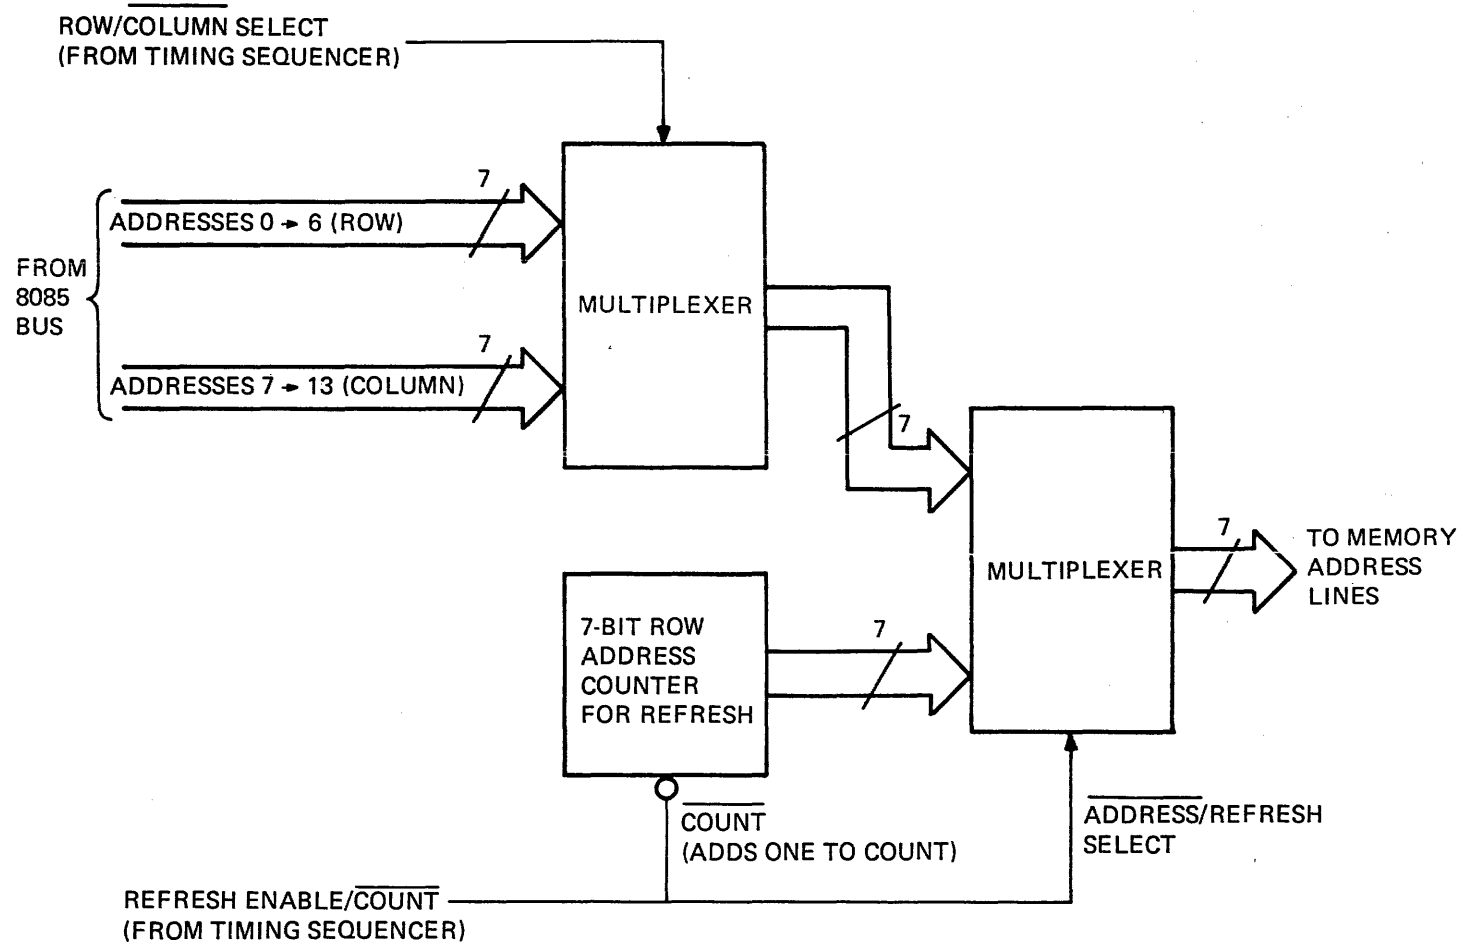 ROW/COLUMN SELECT
(FROM TIMING SEQUENCER)
7
ADDRESSES 0 → 6 (ROW)
FROM
8085
BUS
MULTIPLEXER
7
ADDRESSES 7 → 13 (COLUMN)
7
7
TO MEMORY
ADDRESS
LINES
MULTIPLEXER
7-BIT ROW
ADDRESS
COUNTER
FOR REFRESH
7
COUNT
(ADDS ONE TO COUNT)
ADDRESS/REFRESH
SELECT
REFRESH ENABLE/COUNT
(FROM TIMING SEQUENCER)